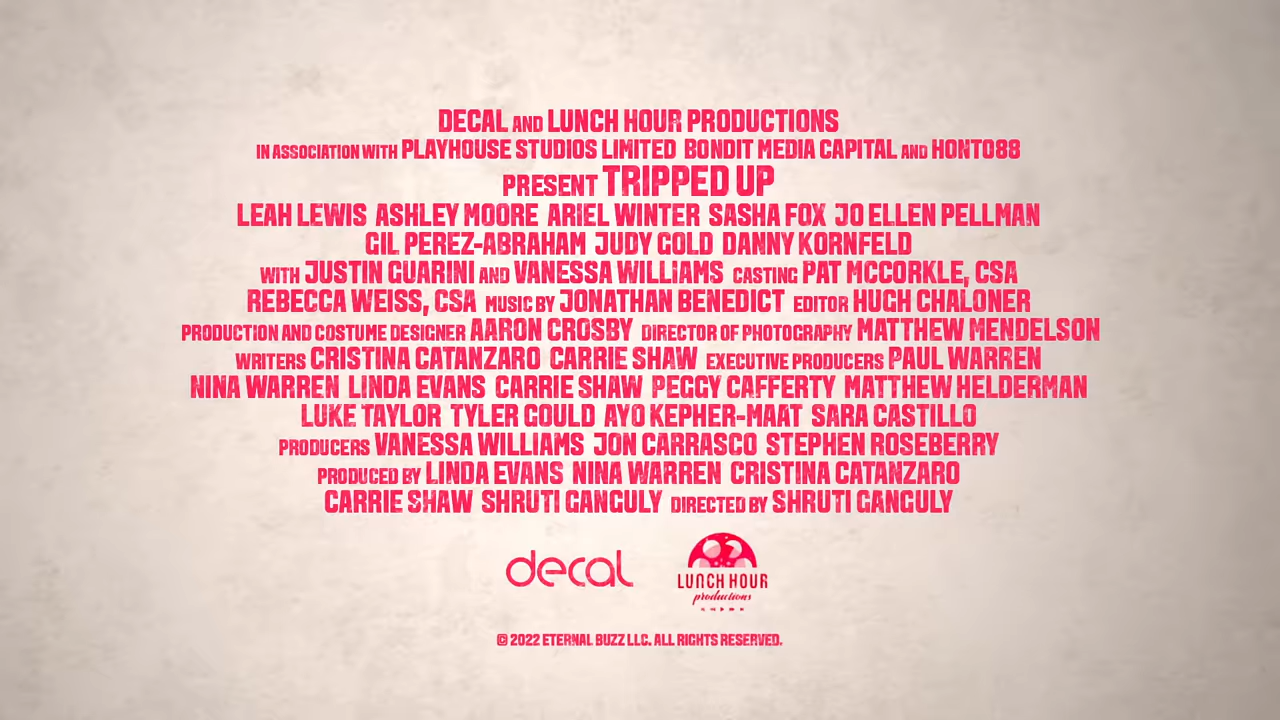 DECAL AND LUNCH HOUR PRODUCTIONS
IN ASSOCIATION WITH PLAYHOUSE STUDIOS LIMITED BONDIT MEDIA CAPITAL AND HONTO88
PRESENT TRIPPED UP
LEAH LEWIS ASHLEY MOORE ARIEL WINTER SASHA FOX JO ELLEN PELLMAN
GIL PEREZ-ABRAHAM JUDY GOLD DANNY KORNFELD
WITH JUSTIN GUARINI AND VANESSA WILLIAMS CASTING PAT MCCORKLE, CSA
REBECCA WEISS, CSA MUSIC BY JONATHAN BENEDICT EDITOR HUGH CHALONER
PRODUCTION AND COSTUME DESIGNER AARON CROSBY DIRECTOR OF PHOTOGRAPHY MATTHEW MENDELSON
WRITERS CRISTINA CATANZARO CARRIE SHAW EXECUTIVE PRODUCERS PAUL WARREN
NINA WARREN LINDA EVANS CARRIE SHAW PEGGY CAFFERTY MATTHEW HELDERMAN
LUKE TAYLOR TYLER GOULD AYO KEPHER-MAAT SARA CASTILLO
PRODUCERS VANESSA WILLIAMS JON CARRASCO STEPHEN ROSEBERRY
PRODUCED BY LINDA EVANS NINA WARREN CRISTINA CATANZARO
CARRIE SHAW SHRUTI GANGULY DIRECTED BY SHRUTI GANGULY
decal
LUNCH HOUR
productions
© 2022 ETERNAL BUZZ LLC. ALL RIGHTS RESERVED.